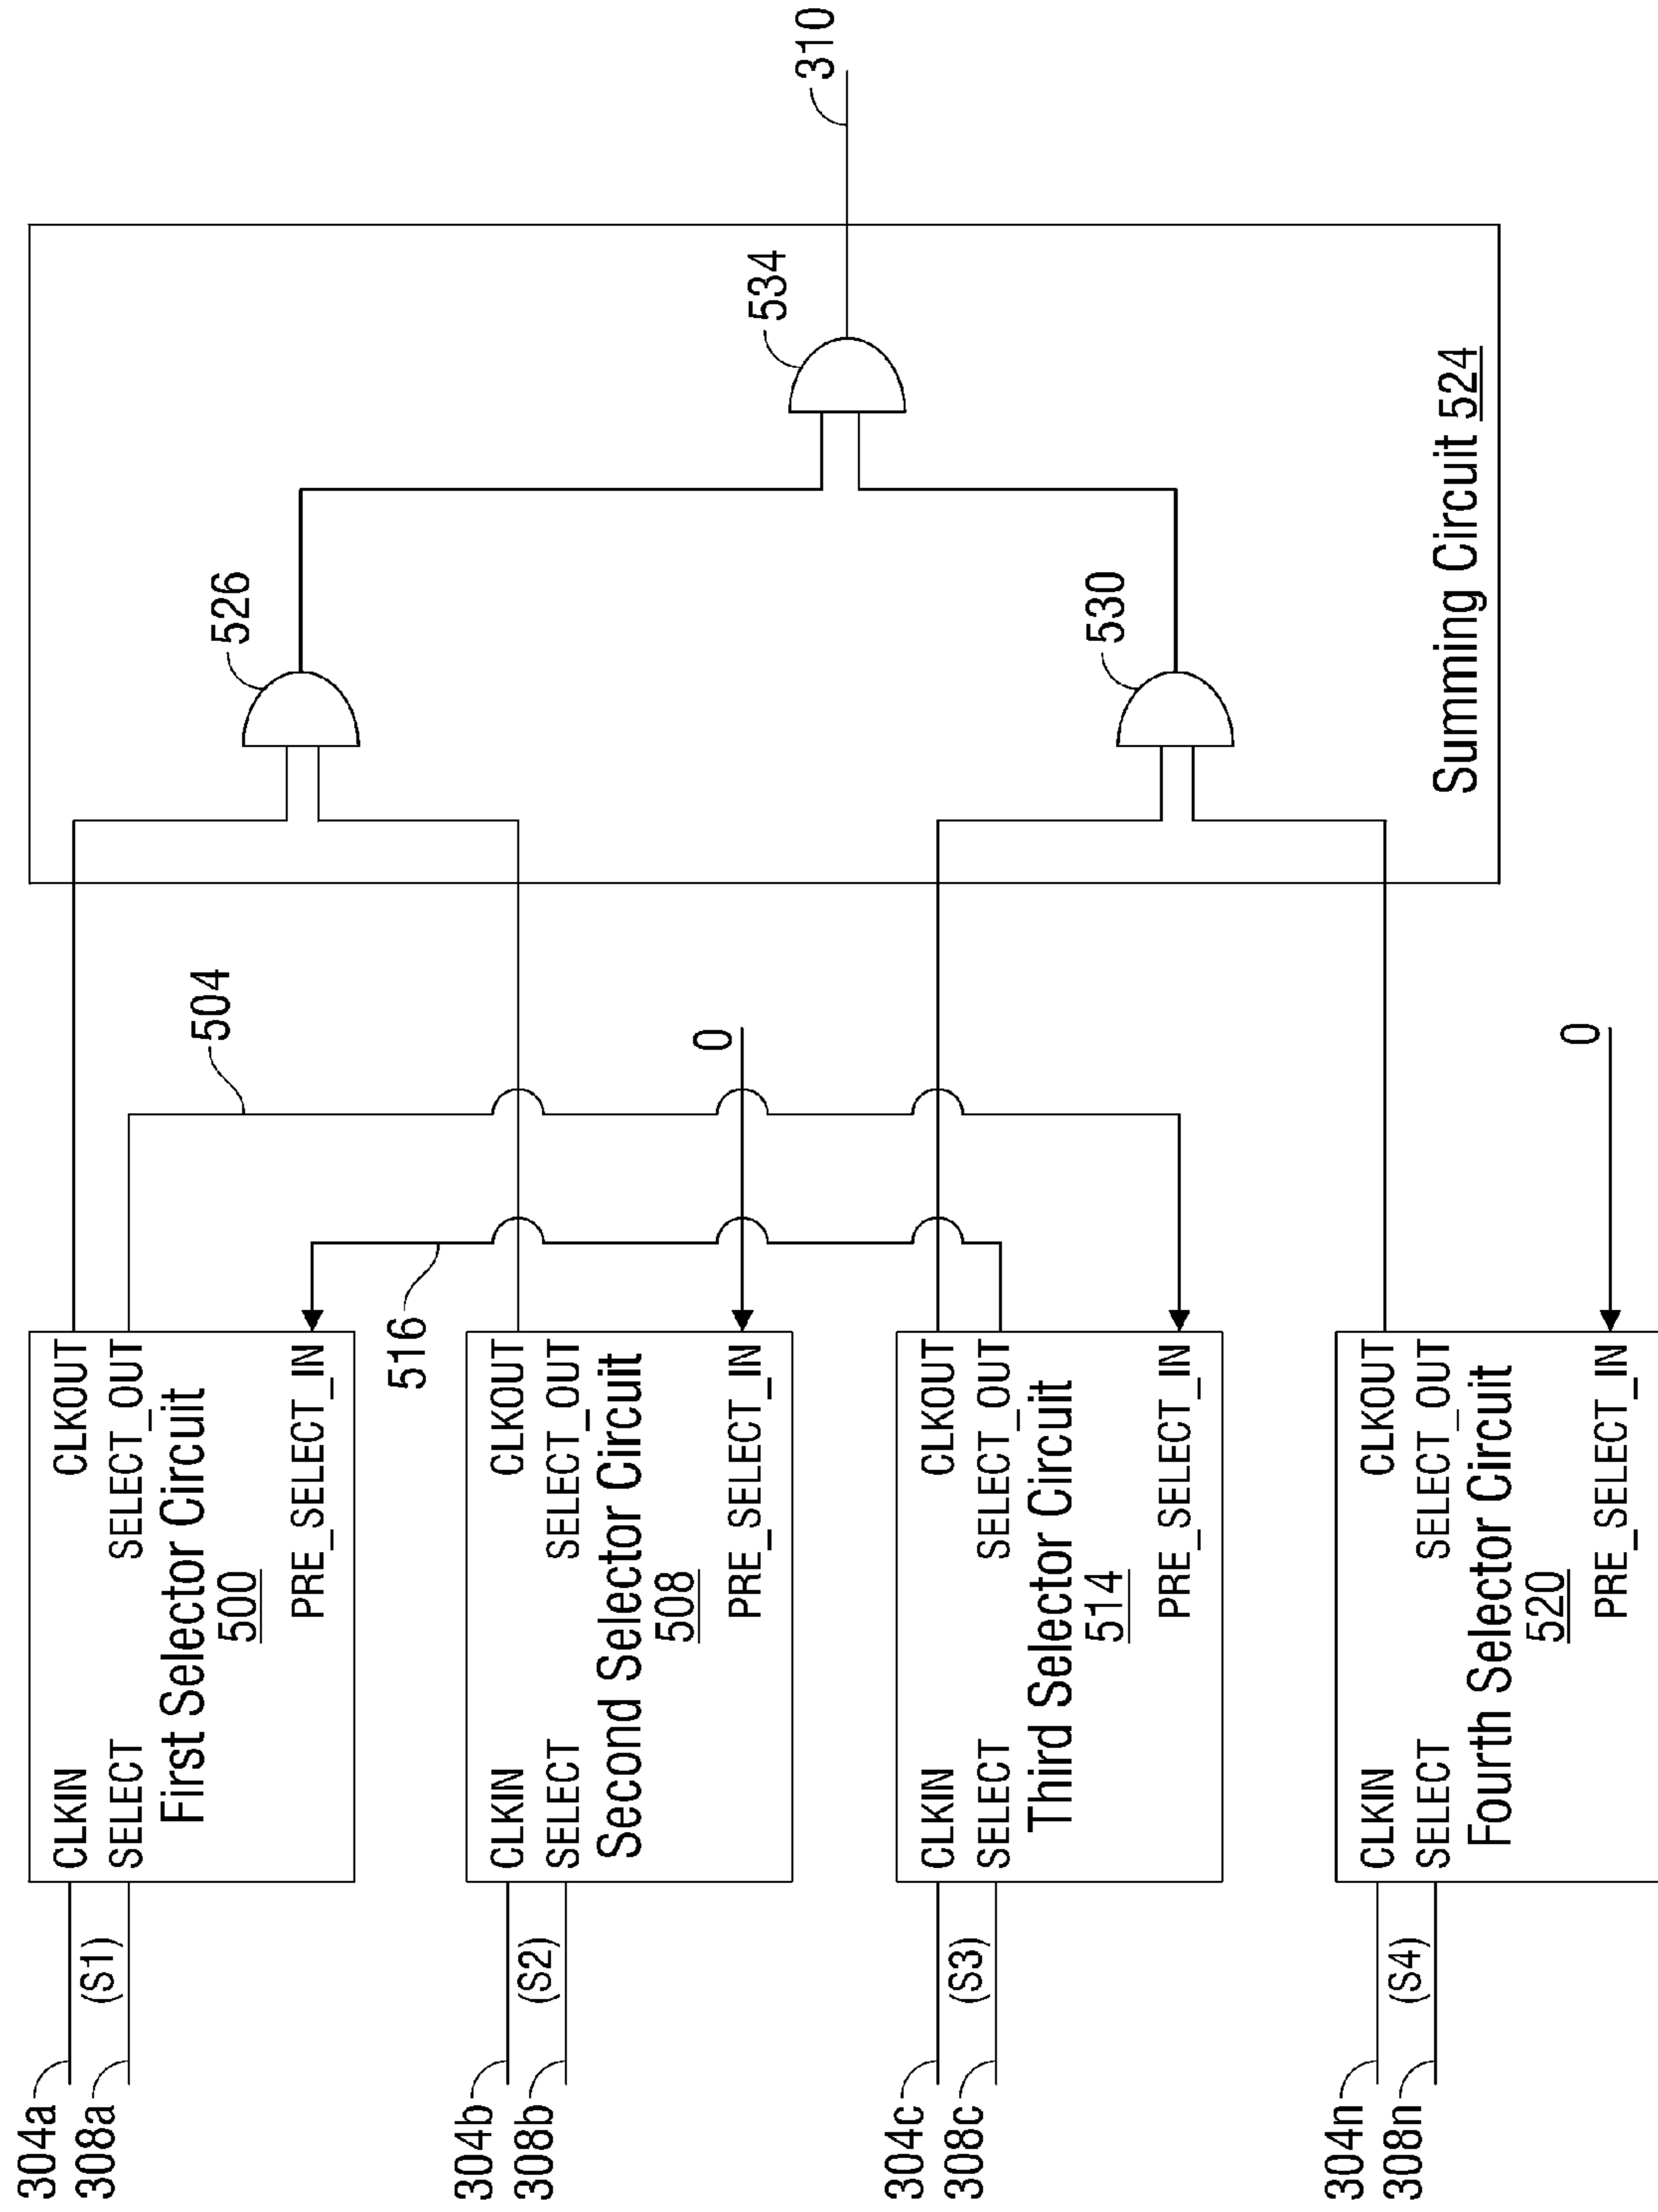 304a
308a
(S1)
CLKIN
SELECT
First Selector Circuit
500
CLKOUT
SELECT_OUT
PRE_SELECT_IN
516
504
304b
308b
(S2)
CLKIN
SELECT
Second Selector Circuit
508
CLKOUT
SELECT_OUT
PRE_SELECT_IN
0
304c
308c
(S3)
CLKIN
SELECT
Third Selector Circuit
514
CLKOUT
SELECT_OUT
PRE_SELECT_IN
304n
308n
(S4)
CLKIN
SELECT
Fourth Selector Circuit
520
CLKOUT
SELECT_OUT
PRE_SELECT_IN
0
526
530
534
Summing Circuit 524
310